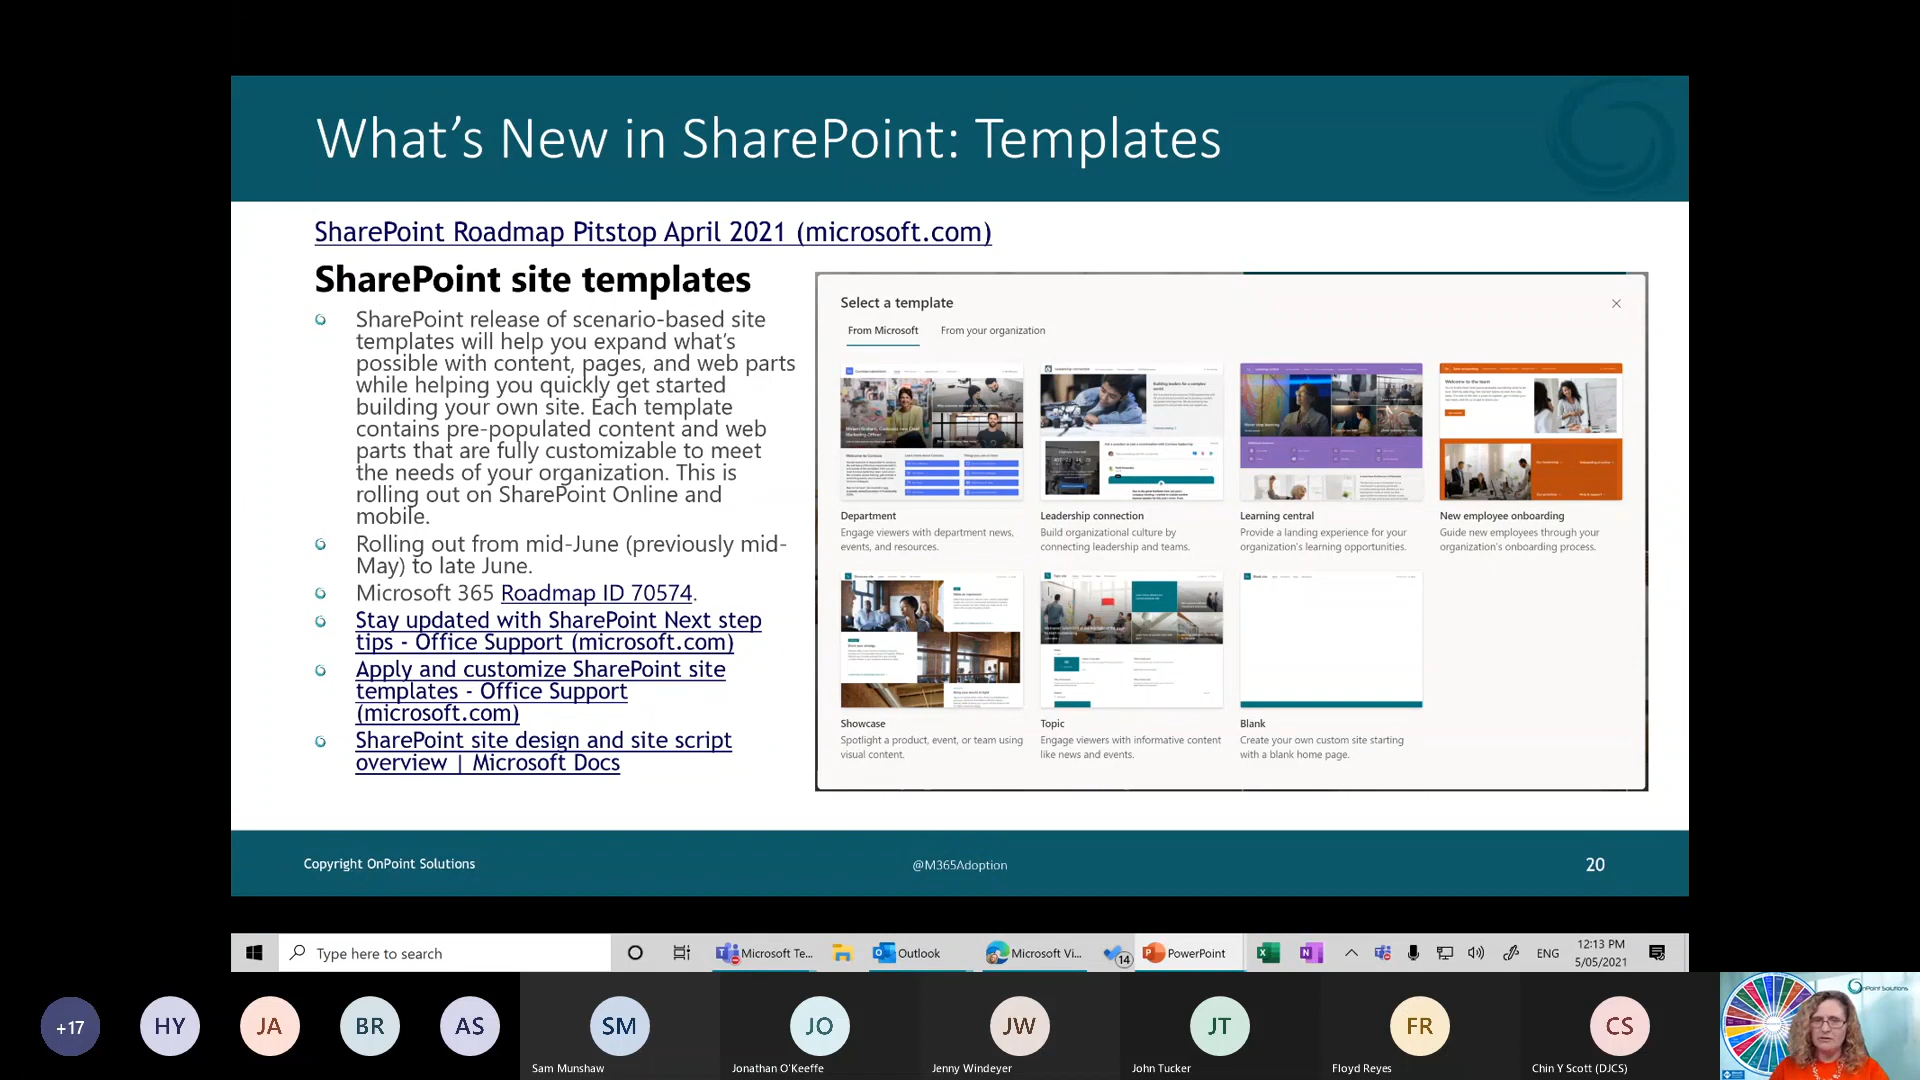 What's New in SharePoint: Templates
SharePoint Roadmap Pitstop April 2021 (microsoft.com)
SharePoint site templates
SharePoint release of scenario-based site
templates will help you expand what's
possible with content, pages, and web parts
while helping you quickly get started
building your own site. Each template
contains pre-populated content and web
parts that are fully customizable to meet
the needs of your organization. This is
rolling out on SharePoint Online and
mobile.
Rolling out from mid-June (previously mid-
May) to late June.
Microsoft 365 Roadmap ID 70574.
Stay updated with SharePoint Next step
tips - Office Support (microsoft.com)
Apply and customize SharePoint site
templates - Office Support
(microsoft.com)
SharePoint site design and site script
overview | Microsoft Docs
Select a template
From Microsoft
From your organization
Department
Engage viewers with department news,
events, and resources.
Leadership connection
Build organizational culture by
connecting leadership and teams.
Learning central
Provide a landing experience for your
organization's learning opportunities.
Welcome to the team
New employee onboarding
Guide new employees through your
organization's onboarding process.
Showcase
Spotlight a product, event, or team using
visual content.
Topic
Engage viewers with informative content
like news and events.
Blank
Create your own custom site starting
with a blank home page.
Copyright OnPoint Solutions
@M365Adoption
20
Type here to search
Microsoft Te...
Outlook
Microsoft Vi...
14
PowerPoint
ENG
12:13 PM
5/05/2021
+17
HY
JA
BR
AS
SM
Sam Munshaw
JO
Jonathan O'Keeffe
JW
Jenny Windeyer
JT
John Tucker
FR
Floyd Reyes
CS
Chin Y Scott (DJCS)
OnPoint Solutions